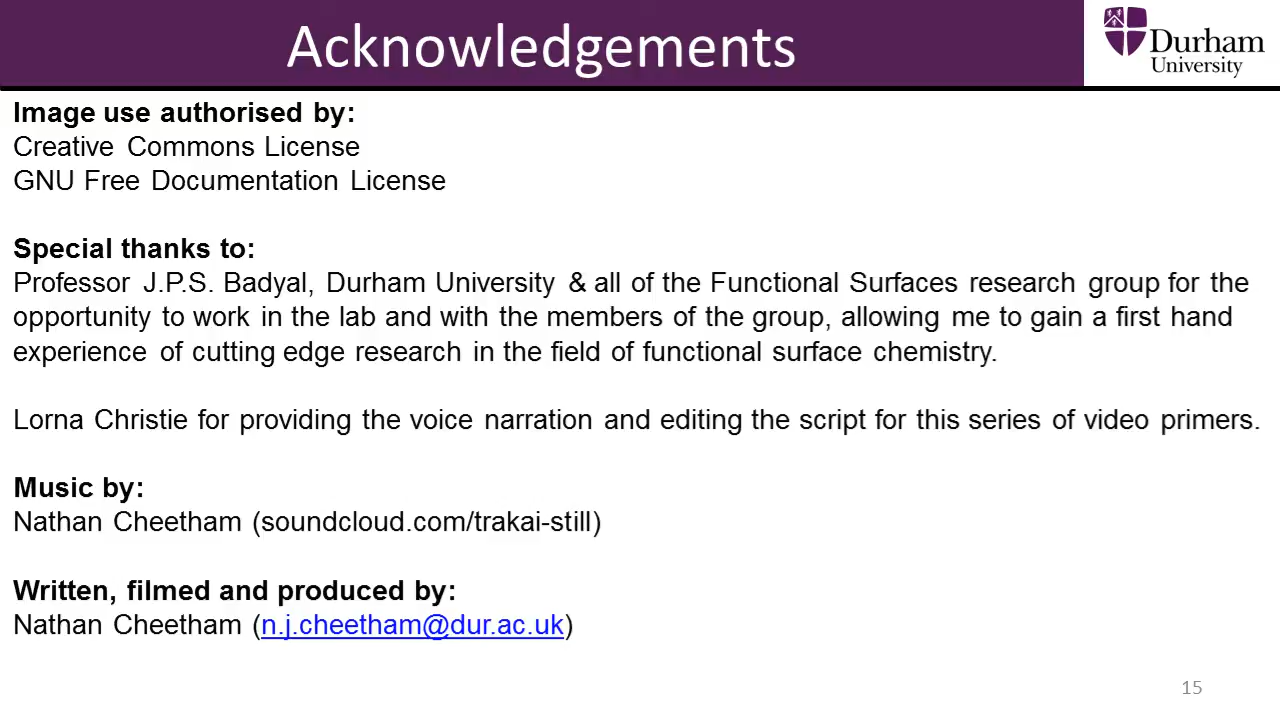 Acknowledgements
Durham
University
Image use authorised by:
Creative Commons License
GNU Free Documentation License
Special thanks to:
Professor J.P.S. Badyal, Durham University & all of the Functional Surfaces research group for the
opportunity to work in the lab and with the members of the group, allowing me to gain a first hand
experience of cutting edge research in the field of functional surface chemistry.
Lorna Christie for providing the voice narration and editing the script for this series of video primers.
Music by:
Nathan Cheetham (soundcloud.com/trakai-still)
Written, filmed and produced by:
Nathan Cheetham (n.j.cheetham@dur.ac.uk)
15